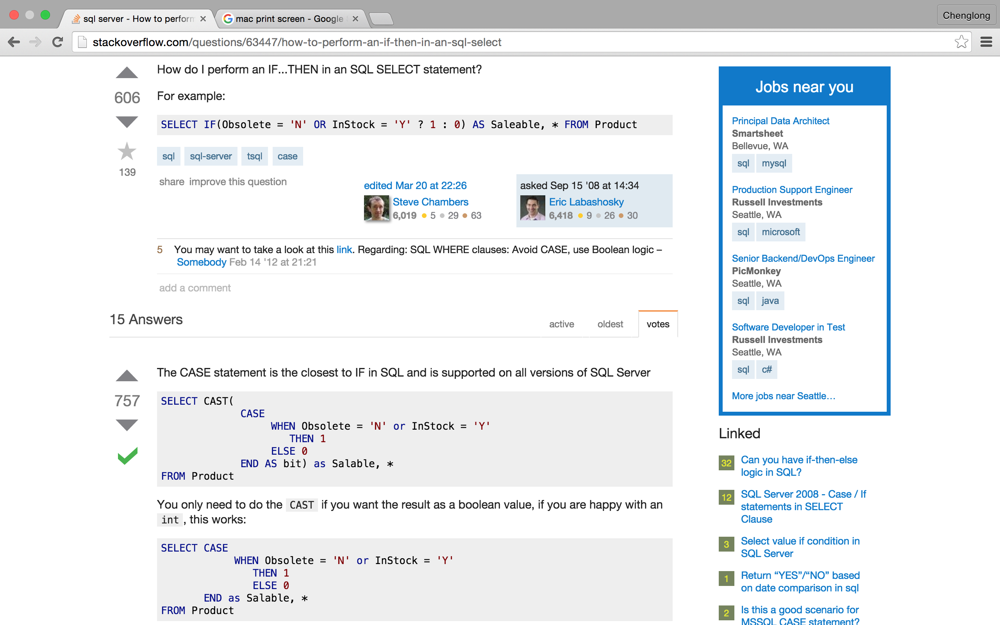 sql server - How to perform
mac print screen - Google
Chenglong
stackoverflow.com/questions/63447/how-to-perform-an-if-then-in-an-sql-select
How do I perform an IF...THEN in an SQL SELECT statement?
606
For example:
SELECT IF(Obsolete = 'N' OR InStock = 'Y' ? 1 : 0) AS Saleable, * FROM Product
139
sql sql-server tsql case
share improve this question
edited Mar 20 at 22:26
Steve Chambers
6,019 5 29 63
asked Sep 15 '08 at 14:34
Eric Labashosky
6,418 9 26 30
5 You may want to take a look at this link. Regarding: SQL WHERE clauses: Avoid CASE, use Boolean logic –
Somebody Feb 14 '12 at 21:21
add a comment
15 Answers
active oldest votes
The CASE statement is the closest to IF in SQL and is supported on all versions of SQL Server
757
SELECT CAST(
CASE
WHEN Obsolete = 'N' or InStock = 'Y'
THEN 1
ELSE 0
END AS bit) as Salable, *
FROM Product
You only need to do the CAST if you want the result as a boolean value, if you are happy with an
int, this works:
SELECT CASE
WHEN Obsolete = 'N' or InStock = 'Y'
THEN 1
ELSE 0
END as Salable, *
FROM Product
Jobs near you
Principal Data Architect
Smartsheet
Bellevue, WA
sql mysql
Production Support Engineer
Russell Investments
Seattle, WA
sql microsoft
Senior Backend/DevOps Engineer
PicMonkey
Seattle, WA
sql java
Software Developer in Test
Russell Investments
Seattle, WA
sql c#
More jobs near Seattle…
Linked
32 Can you have if-then-else
logic in SQL?
12 SQL Server 2008 - Case / If
statements in SELECT
Clause
3 Select value if condition in
SQL Server
1 Return “YES”/“NO” based
on date comparison in sql
2 Is this a good scenario for
MSSQL CASE statement?